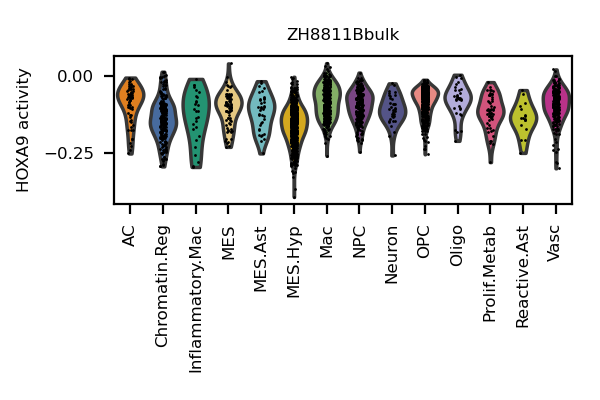 ZH8811Bbulk
HOXA9 activity
0.00
−0.25
AC
Chromatin.Reg
Inflammatory.Mac
MES
MES.Ast
MES.Hyp
Mac
NPC
Neuron
OPC
Oligo
Prolif.Metab
Reactive.Ast
Vasc